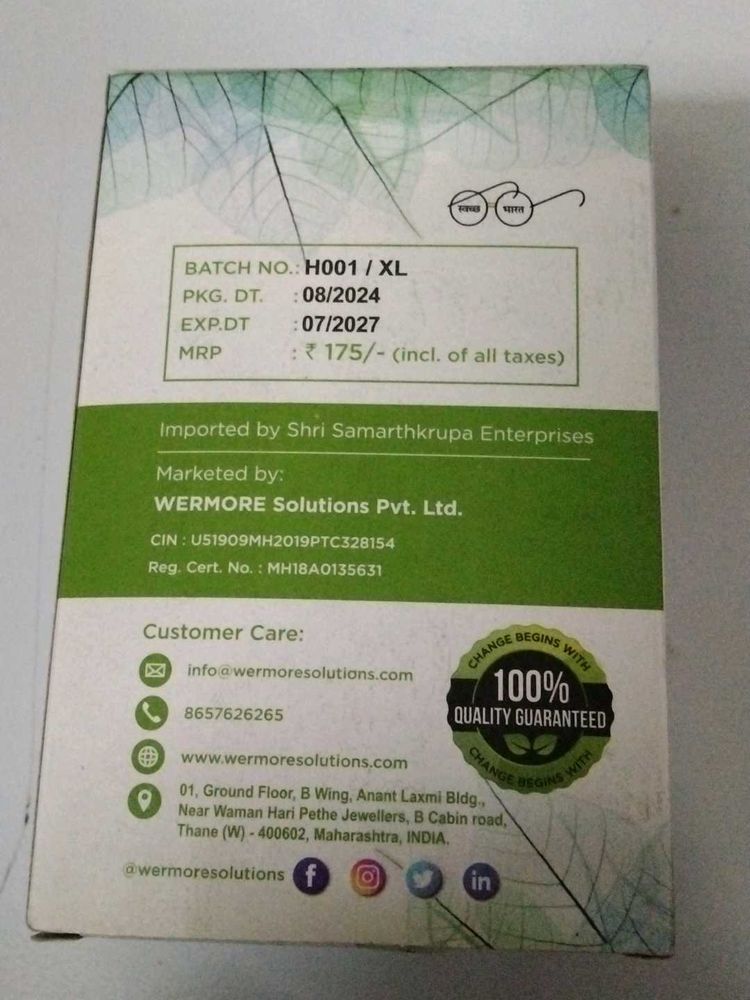 स्वच्छ भारत
BATCH NO.: H001 / XL
PKG. DT. : 08/2024
EXP.DT : 07/2027
MRP : ₹ 175/- (incl. of all taxes)
Imported by Shri Samarthkrupa Enterprises
Marketed by:
WERMORE Solutions Pvt. Ltd.
CIN : U51909MH2019PTC328154
Reg. Cert. No. : MH18A0135631
Customer Care:
info@wermoresolutions.com
8657626265
www.wermoresolutions.com
01, Ground Floor, B Wing, Anant Laxmi Bldg.,
Near Waman Hari Pethe Jewellers, B Cabin road,
Thane (W) - 400602, Maharashtra, INDIA.
@wermoresolutions f in
CHANGE BEGINS WITH
100%
QUALITY GUARANTEED
CHANGE BEGINS WITH